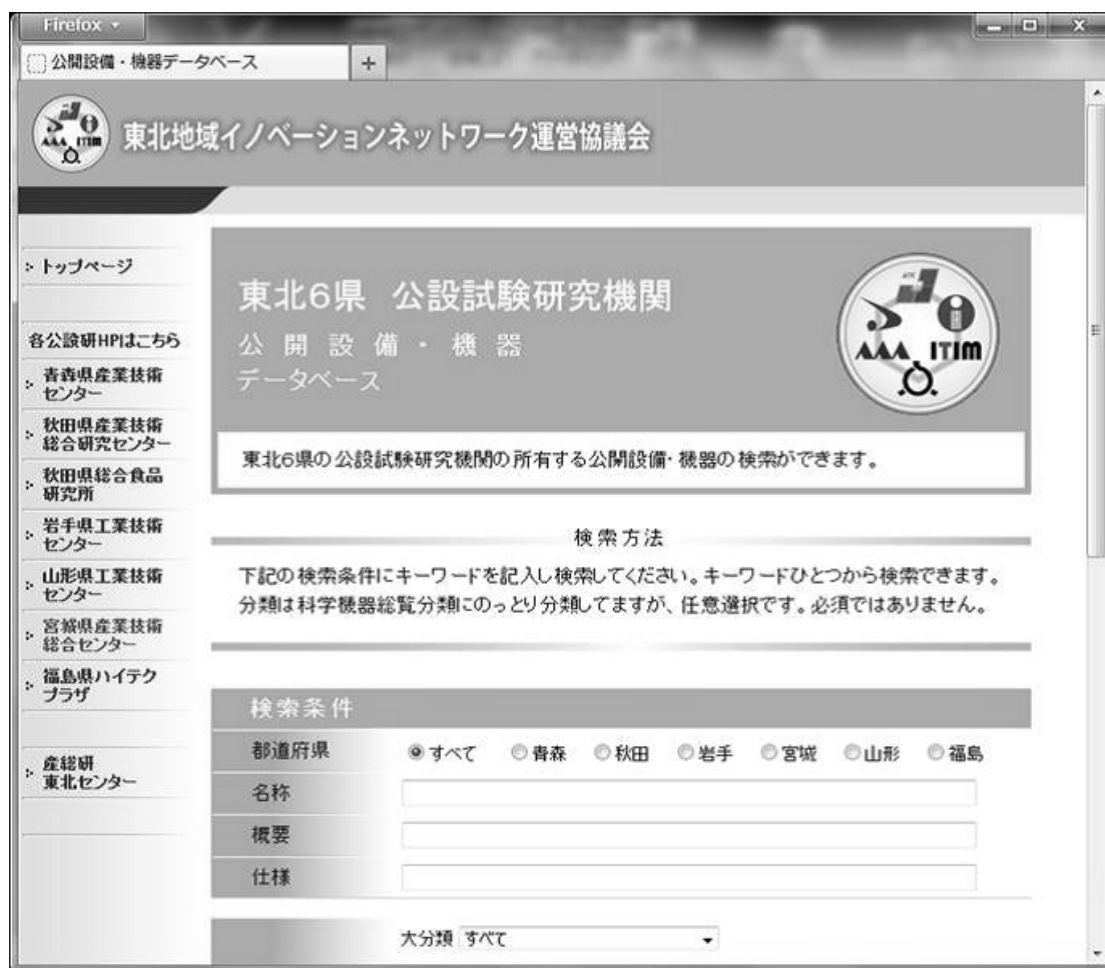 Firefox
公開設備・機器データベース
+
東北地域イノベーションネットワーク運営協議会
トップページ
各公設研HPはこちら
青森県産業技術
センター
秋田県産業技術
総合研究センター
秋田県総合食品
研究所
岩手県工業技術
センター
山形県工業技術
センター
宮城県産業技術
総合センター
福島県ハイテク
プラザ
産総研
東北センター
東北6県 公設試験研究機関
公開設備・機器
データベース
AAA ITIM
東北6県の公設試験研究機関の所有する公開設備・機器の検索ができます。
検索方法
下記の検索条件にキーワードを記入し検索してください。キーワードひとつから検索できます。
分類は科学機器総覧分類にのっとり分類してますが、任意選択です。必須ではありません。
検索条件
都道府県 すべて 青森 秋田 岩手 宮城 山形 福島
名称
概要
仕様
大分類 すべて